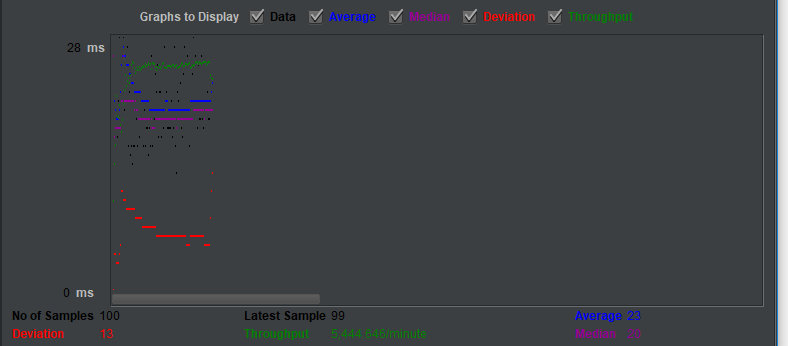 Graphs to Display Data Average Median Deviation Throughput
28 ms
0 ms
No of Samples 100 Latest Sample 99 Average 23
Deviation 13 Throughput 5,444.646/minute Median